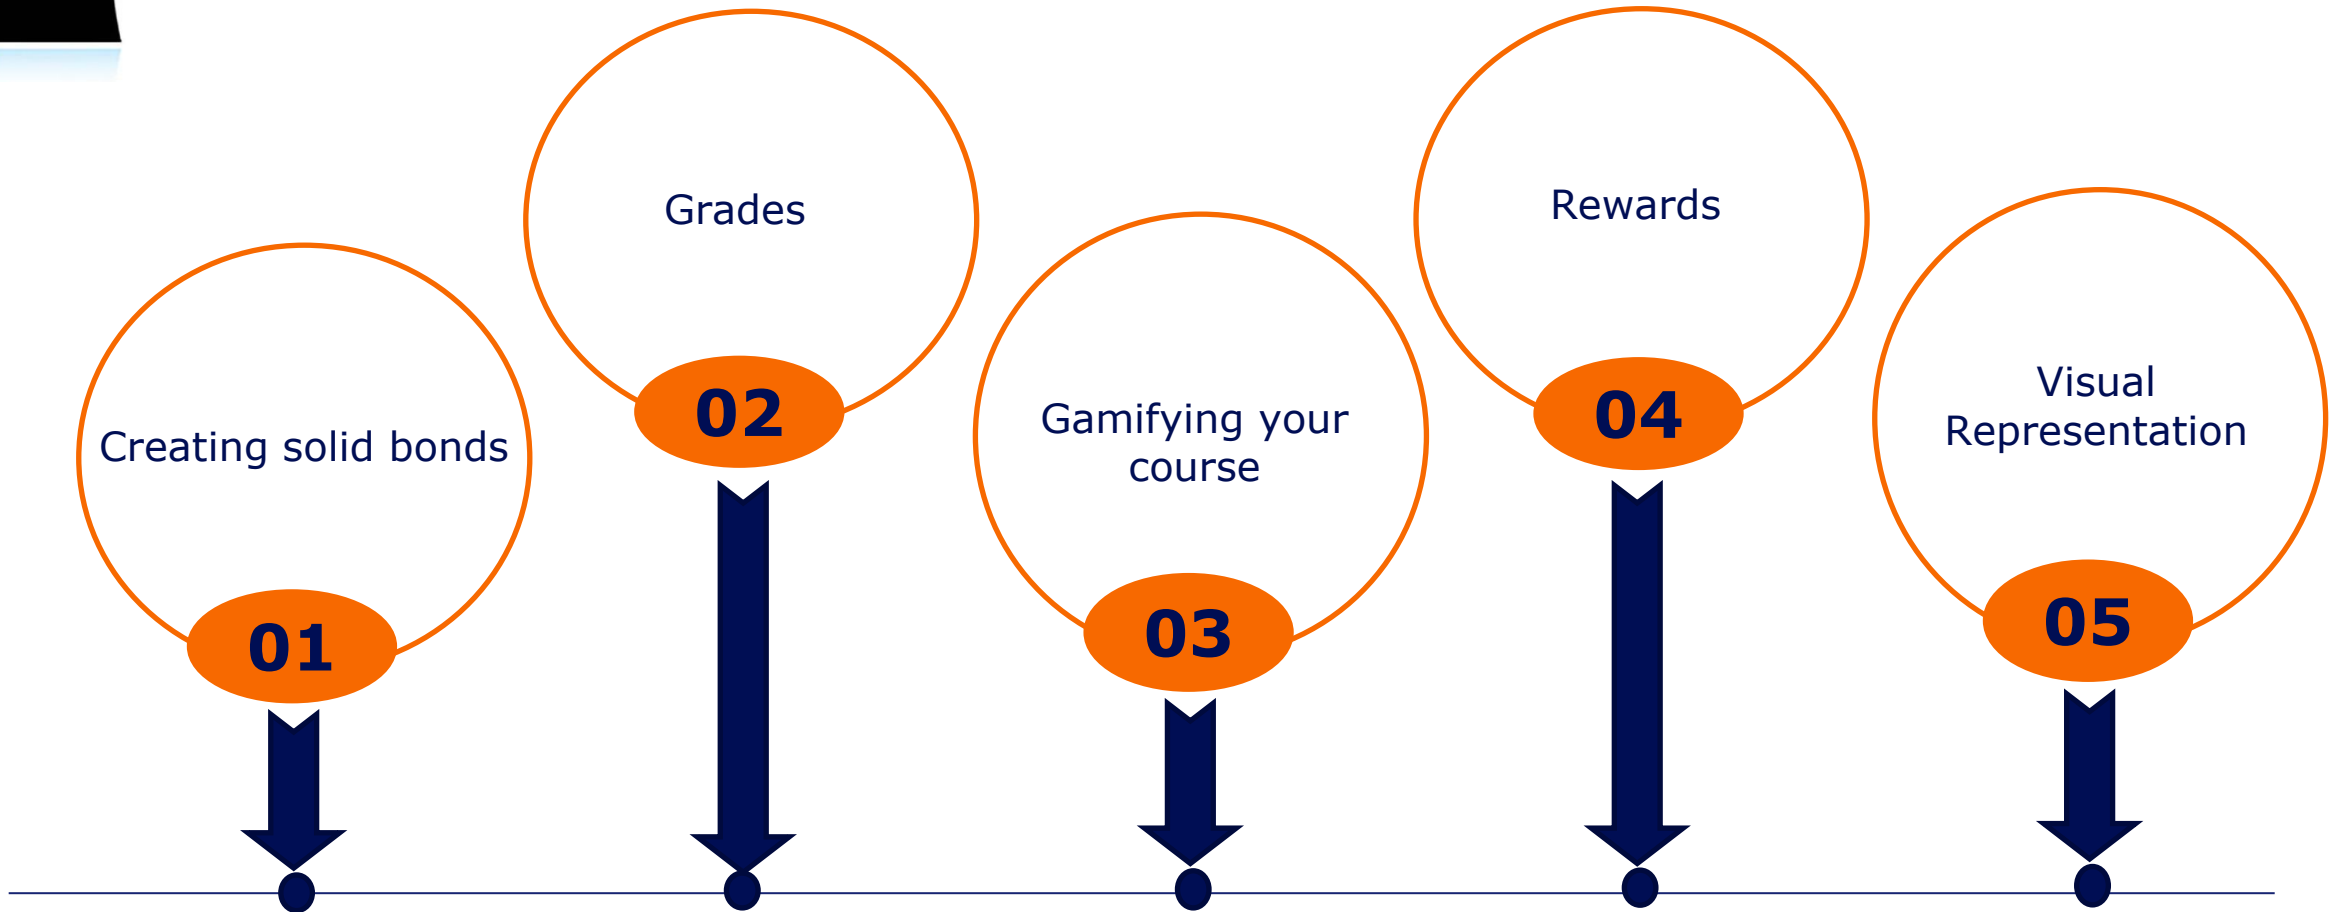 Creating solid bonds
01
Grades
02
Gamifying your
course
03
Rewards
04
Visual
Representation
05